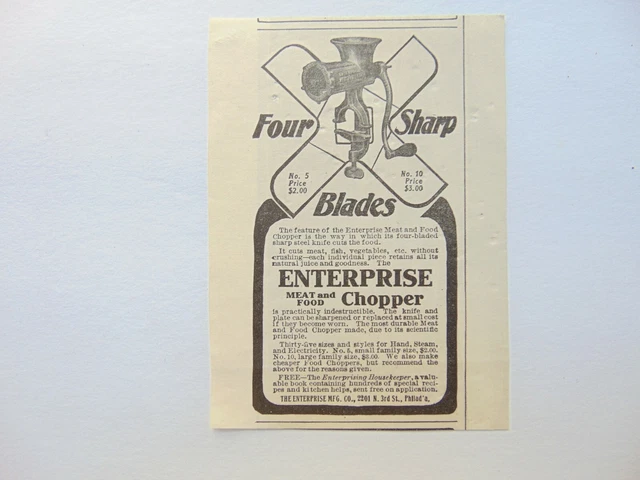 Four Sharp
No. 5
Price
$2.00
No. 10
Price
$3.00
Blades
The feature of the Enterprise Meat and Food
Chopper is the way in which its four-bladed
sharp steel knife cuts the food.
It cuts meat, fish, vegetables, etc. without
crushing—each individual piece retains all its
natural juice and goodness. The
ENTERPRISE
MEAT and
FOOD Chopper
is practically indestructible. The knife and
plate can be sharpened or replaced at small cost
if they become worn. The most durable Meat
and Food Chopper made, due to its scientific
principle.
Thirty-five sizes and styles for Hand, Steam,
and Electricity. No. 5, small family size, $2.00.
No. 10, large family size, $3.00. We also make
cheaper Food Choppers, but recommend the
above for the reasons given.
FREE—The Enterprising Housekeeper, a valu-
able book containing hundreds of special reci-
pes and kitchen helps, sent free on application.
THE ENTERPRISE MFG. CO., 2201 N. 3rd St., Philad'a.